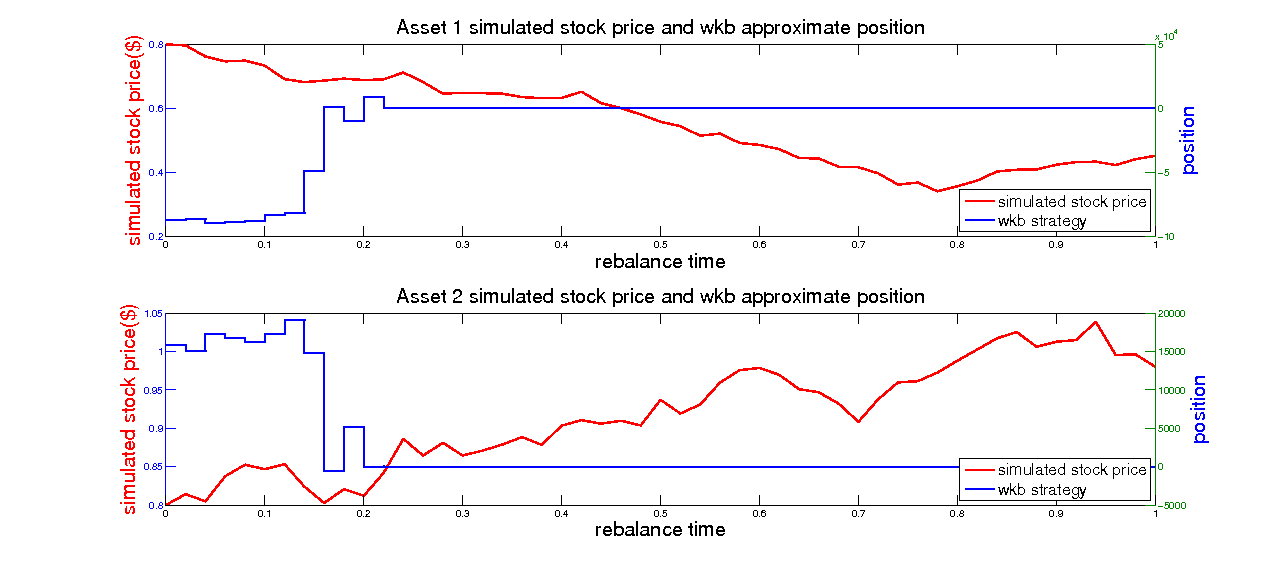 Asset 1 simulated stock price and wkb approximate position
x 10^4
simulated stock price($)
0.8
0.6
0.4
0.2
5
0
-5
-10
position
simulated stock price
wkb strategy
0 0.1 0.2 0.3 0.4 0.5 0.6 0.7 0.8 0.9 1
rebalance time
Asset 2 simulated stock price and wkb approximate position
simulated stock price($)
1.05
1
0.95
0.9
0.85
0.8
20000
15000
10000
5000
0
-5000
position
simulated stock price
wkb strategy
0 0.1 0.2 0.3 0.4 0.5 0.6 0.7 0.8 0.9 1
rebalance time